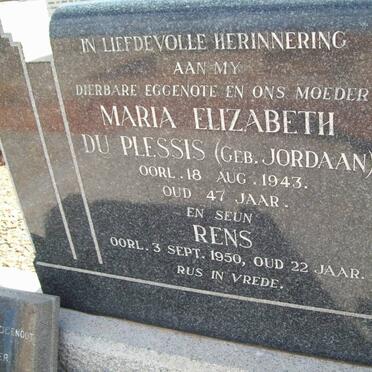 IN LIEFDEVOLLE HERINNERING
AAN MY
DIERBARE EGGENOTE EN ONS MOEDER
MARIA ELIZABETH
DU PLESSIS (GEB. JORDAAN)
OORL. 18 AUG. 1943.
OUD 47 JAAR.
EN SEUN
RENS
OORL. 3 SEPT. 1950, OUD 22 JAAR.
RUS IN VREDE.